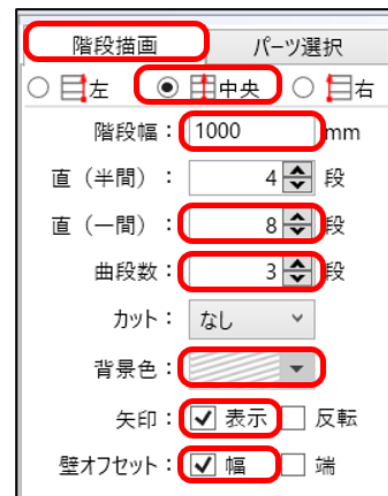 階段描画 パーツ選択
左 中央 右
階段幅： 1000 mm
直（半間）： 4 段
直（一間）： 8 段
曲段数： 3 段
カット： なし
背景色：
矢印： 表示 反転
壁オフセット： 幅 端